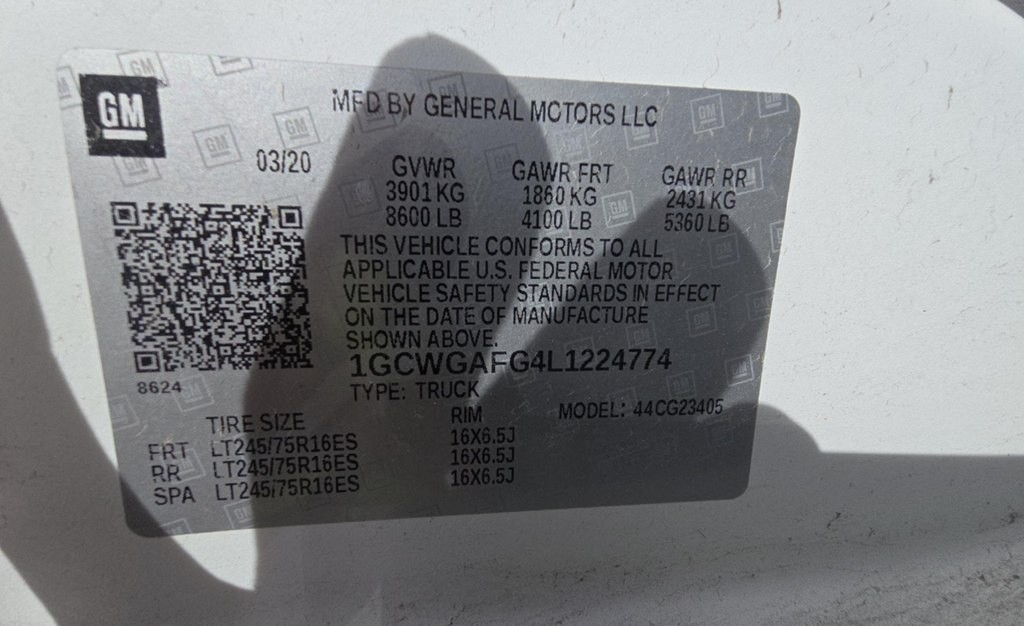 GM
MFD BY GENERAL MOTORS LLC
03/20
GVWR GAWR FRT GAWR RR
3901 KG 1860 KG 2431 KG
8600 LB 4100 LB 5360 LB
THIS VEHICLE CONFORMS TO ALL
APPLICABLE U.S. FEDERAL MOTOR
VEHICLE SAFETY STANDARDS IN EFFECT
ON THE DATE OF MANUFACTURE
SHOWN ABOVE.
1GCWGAFG4L1224774
8624
TYPE: TRUCK MODEL: 44CG23405
TIRE SIZE RIM
FRT LT245/75R16ES 16X6.5J
RR LT245/75R16ES 16X6.5J
SPA LT245/75R16ES 16X6.5J